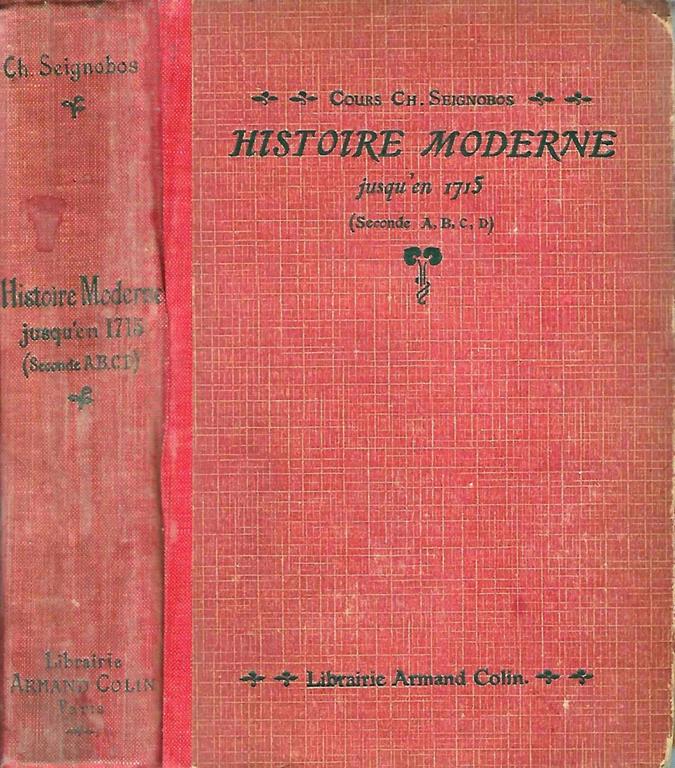 Ch. Seignobos
Histoire Moderne
jusqu'en 1715
(Seconde A.B.C.D)
Librairie
ARMAND COLIN
Paris
COURS CH. SEIGNOBOS
HISTOIRE MODERNE
jusqu'en 1715
(Seconde A, B, C, D)
Librairie Armand Colin.